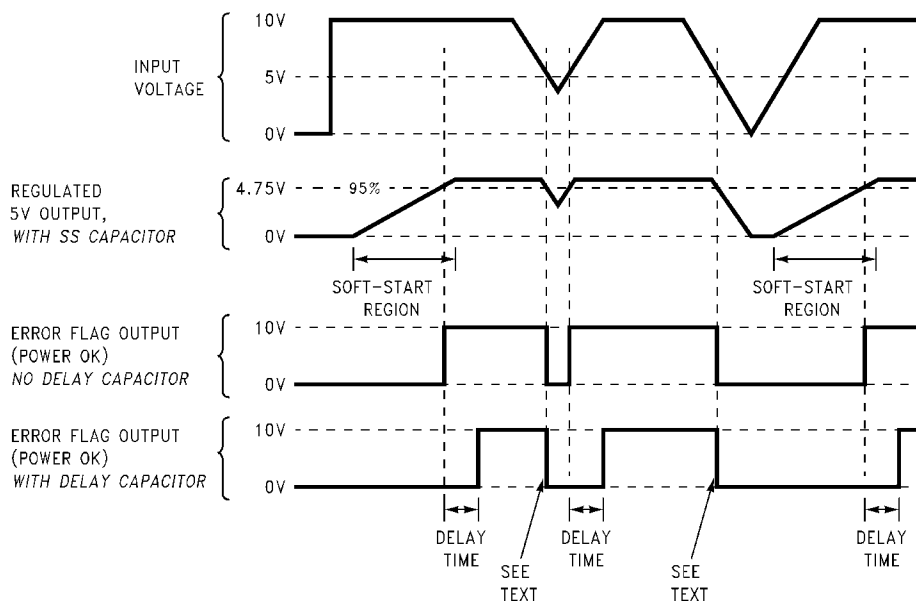 INPUT
VOLTAGE
10V
5V
0V
REGULATED
5V OUTPUT,
WITH SS CAPACITOR
4.75V
95%
0V
SOFT-START
REGION
SOFT-START
REGION
ERROR FLAG OUTPUT
(POWER OK)
NO DELAY CAPACITOR
10V
0V
ERROR FLAG OUTPUT
(POWER OK)
WITH DELAY CAPACITOR
10V
0V
DELAY
TIME
SEE
TEXT
DELAY
TIME
SEE
TEXT
DELAY
TIME